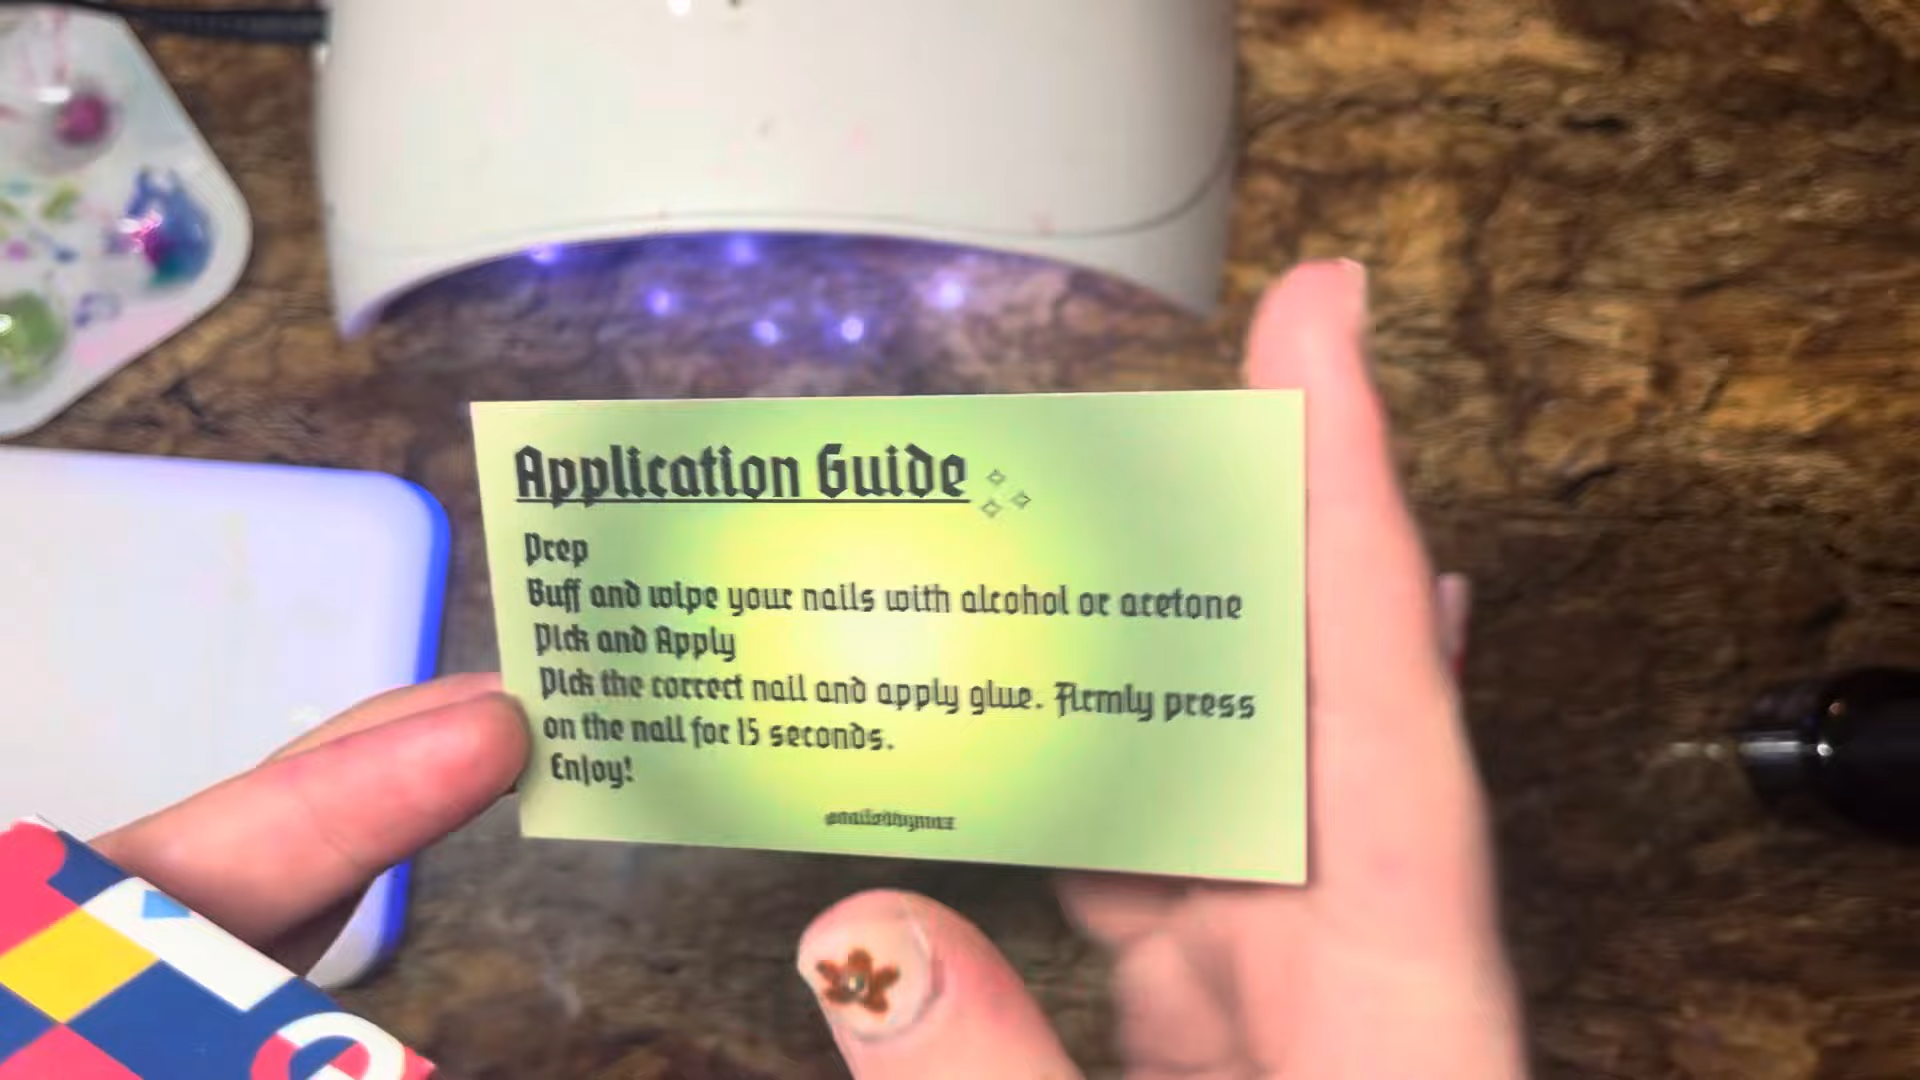 Application Guide
Prep
Buff and wipe your nails with alcohol or acetone
Pick and Apply
Pick the correct nail and apply glue. Firmly press
on the nail for 15 seconds.
Enjoy!